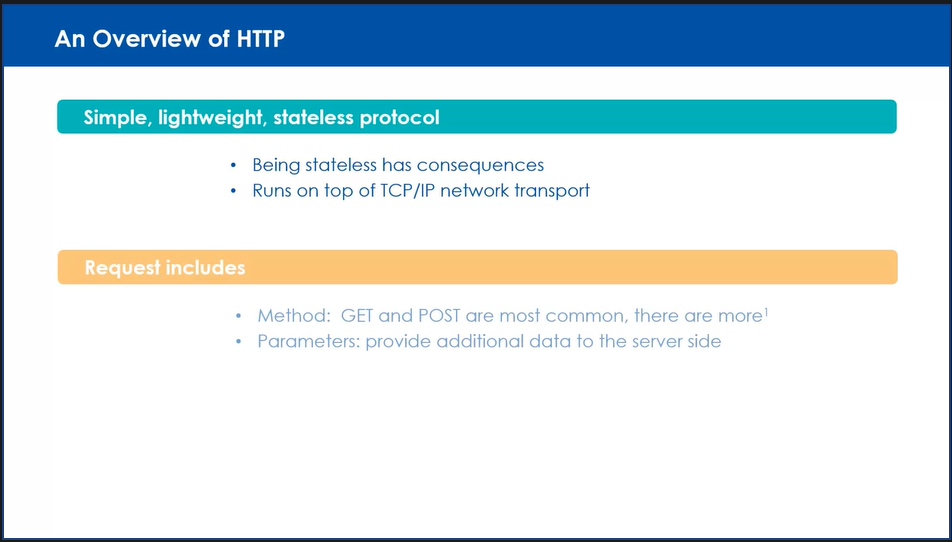 An Overview of HTTP
Simple, lightweight, stateless protocol
• Being stateless has consequences
• Runs on top of TCP/IP network transport
Request includes
• Method:  GET and POST are most common, there are more¹
• Parameters: provide additional data to the server side